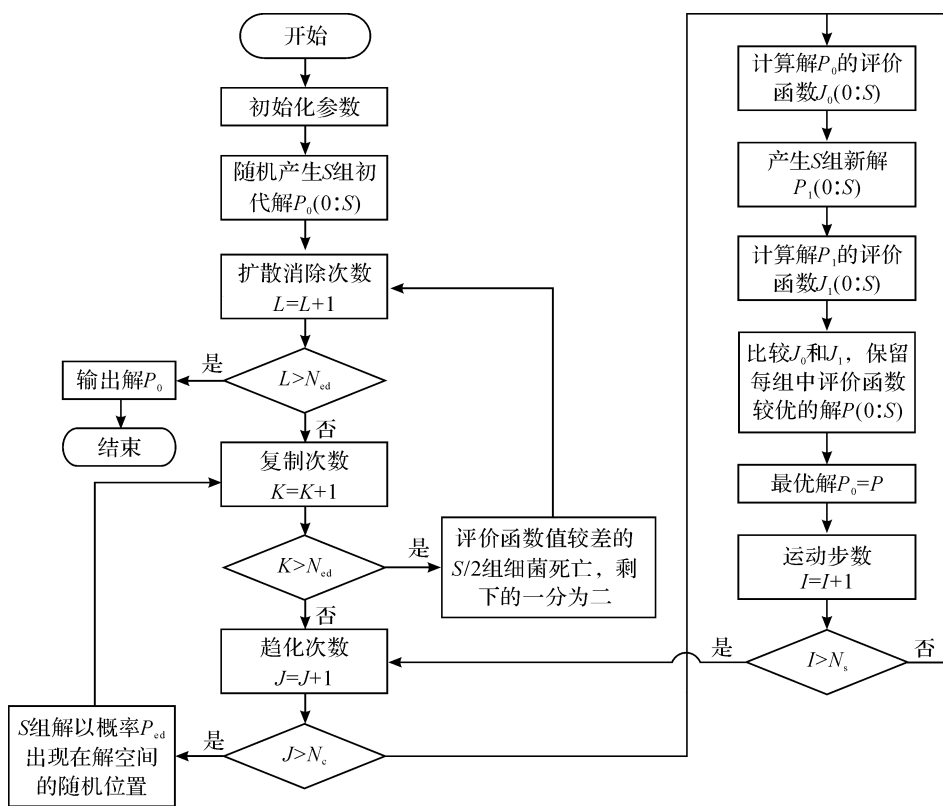 开始
初始化参数
随机产生S组初
代解P₀(0:S)
扩散消除次数
L=L+1
L>Ned
是
否
输出解P₀
结束
复制次数
K=K+1
K>Ned
是
否
评价函数值较差的
S/2组细菌死亡，剩
下的一分为二
趋化次数
J=J+1
J>Nc
是
S组解以概率Ped
出现在解空间
的随机位置
计算解P₀的评价
函数J₀(0:S)
产生S组新解
P₁(0:S)
计算解P₁的评价
函数J₁(0:S)
比较J₀和J₁，保留
每组中评价函数
较优的解P(0:S)
最优解P₀=P
运动步数
I=I+1
I>Ns
是
否